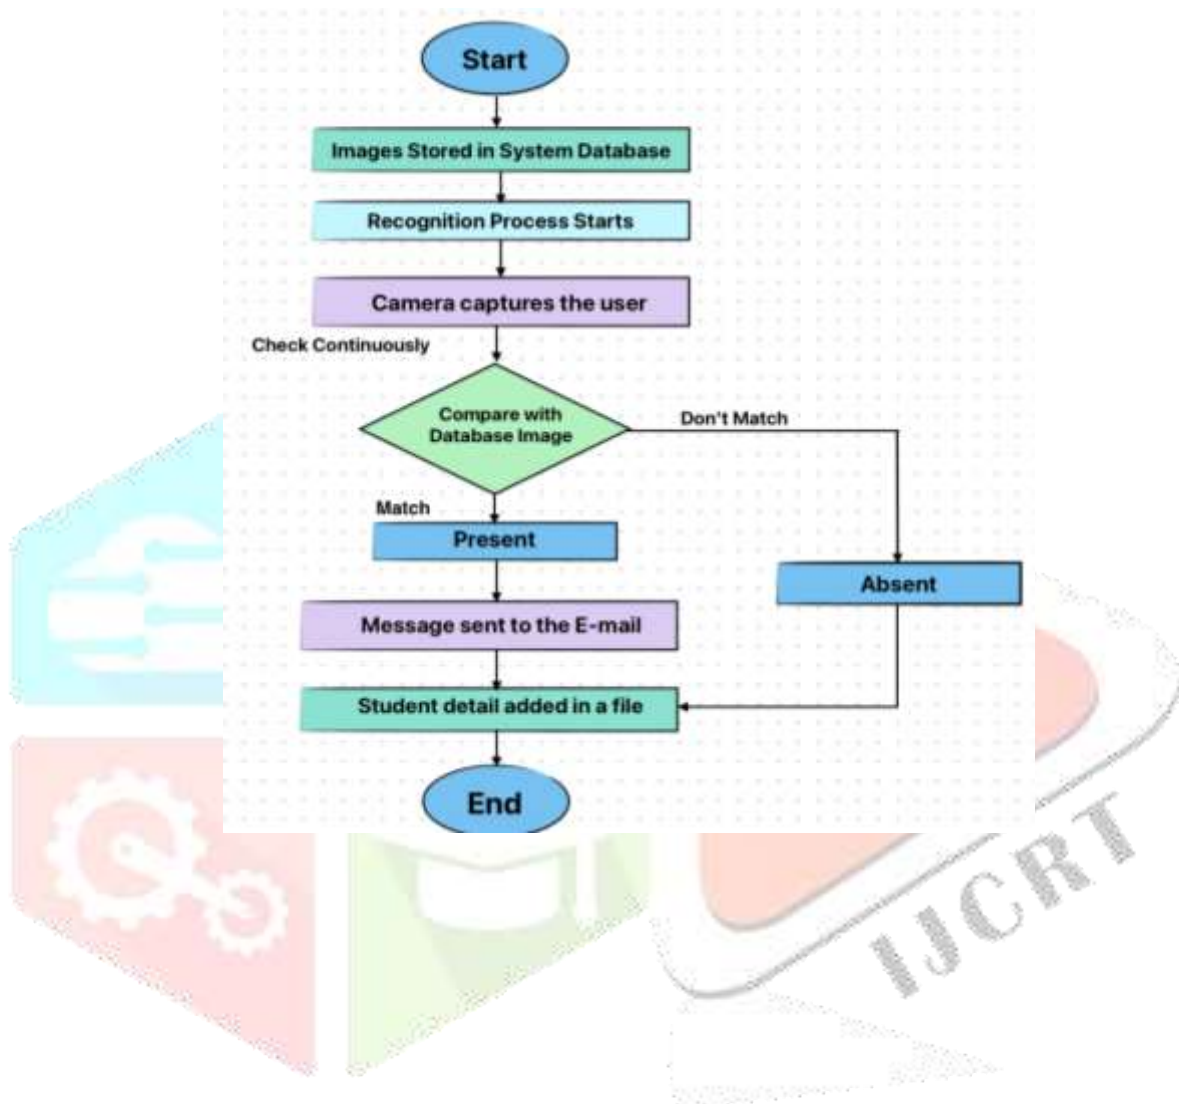 Start
Images Stored in System Database
Recognition Process Starts
Camera captures the user
Check Continuously
Compare with
Database Image
Don't Match
Match
Present
Absent
Message sent to the E-mail
Student detail added in a file
End
IJCRT